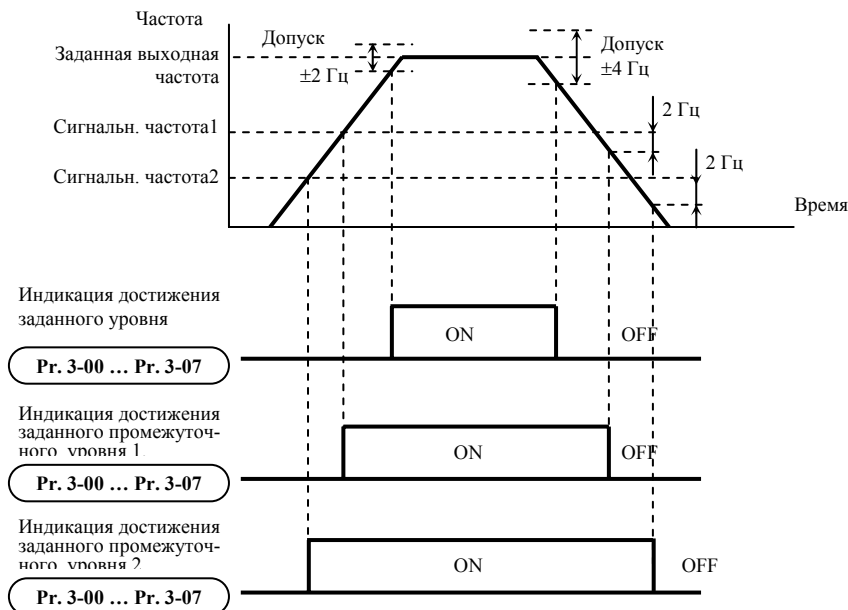 Частота
Допуск
±2 Гц
Допуск
±4 Гц
Заданная выходная
частота
Сигнальн. частота1
2 Гц
Сигнальн. частота2
2 Гц
Время
Индикация достижения
заданного уровня
ON
OFF
Pr. 3-00 ... Pr. 3-07
Индикация достижения
заданного промежуточ-
ного уровня 1.
ON
OFF
Pr. 3-00 ... Pr. 3-07
Индикация достижения
заданного промежуточ-
ного уровня 2
ON
OFF
Pr. 3-00 ... Pr. 3-07